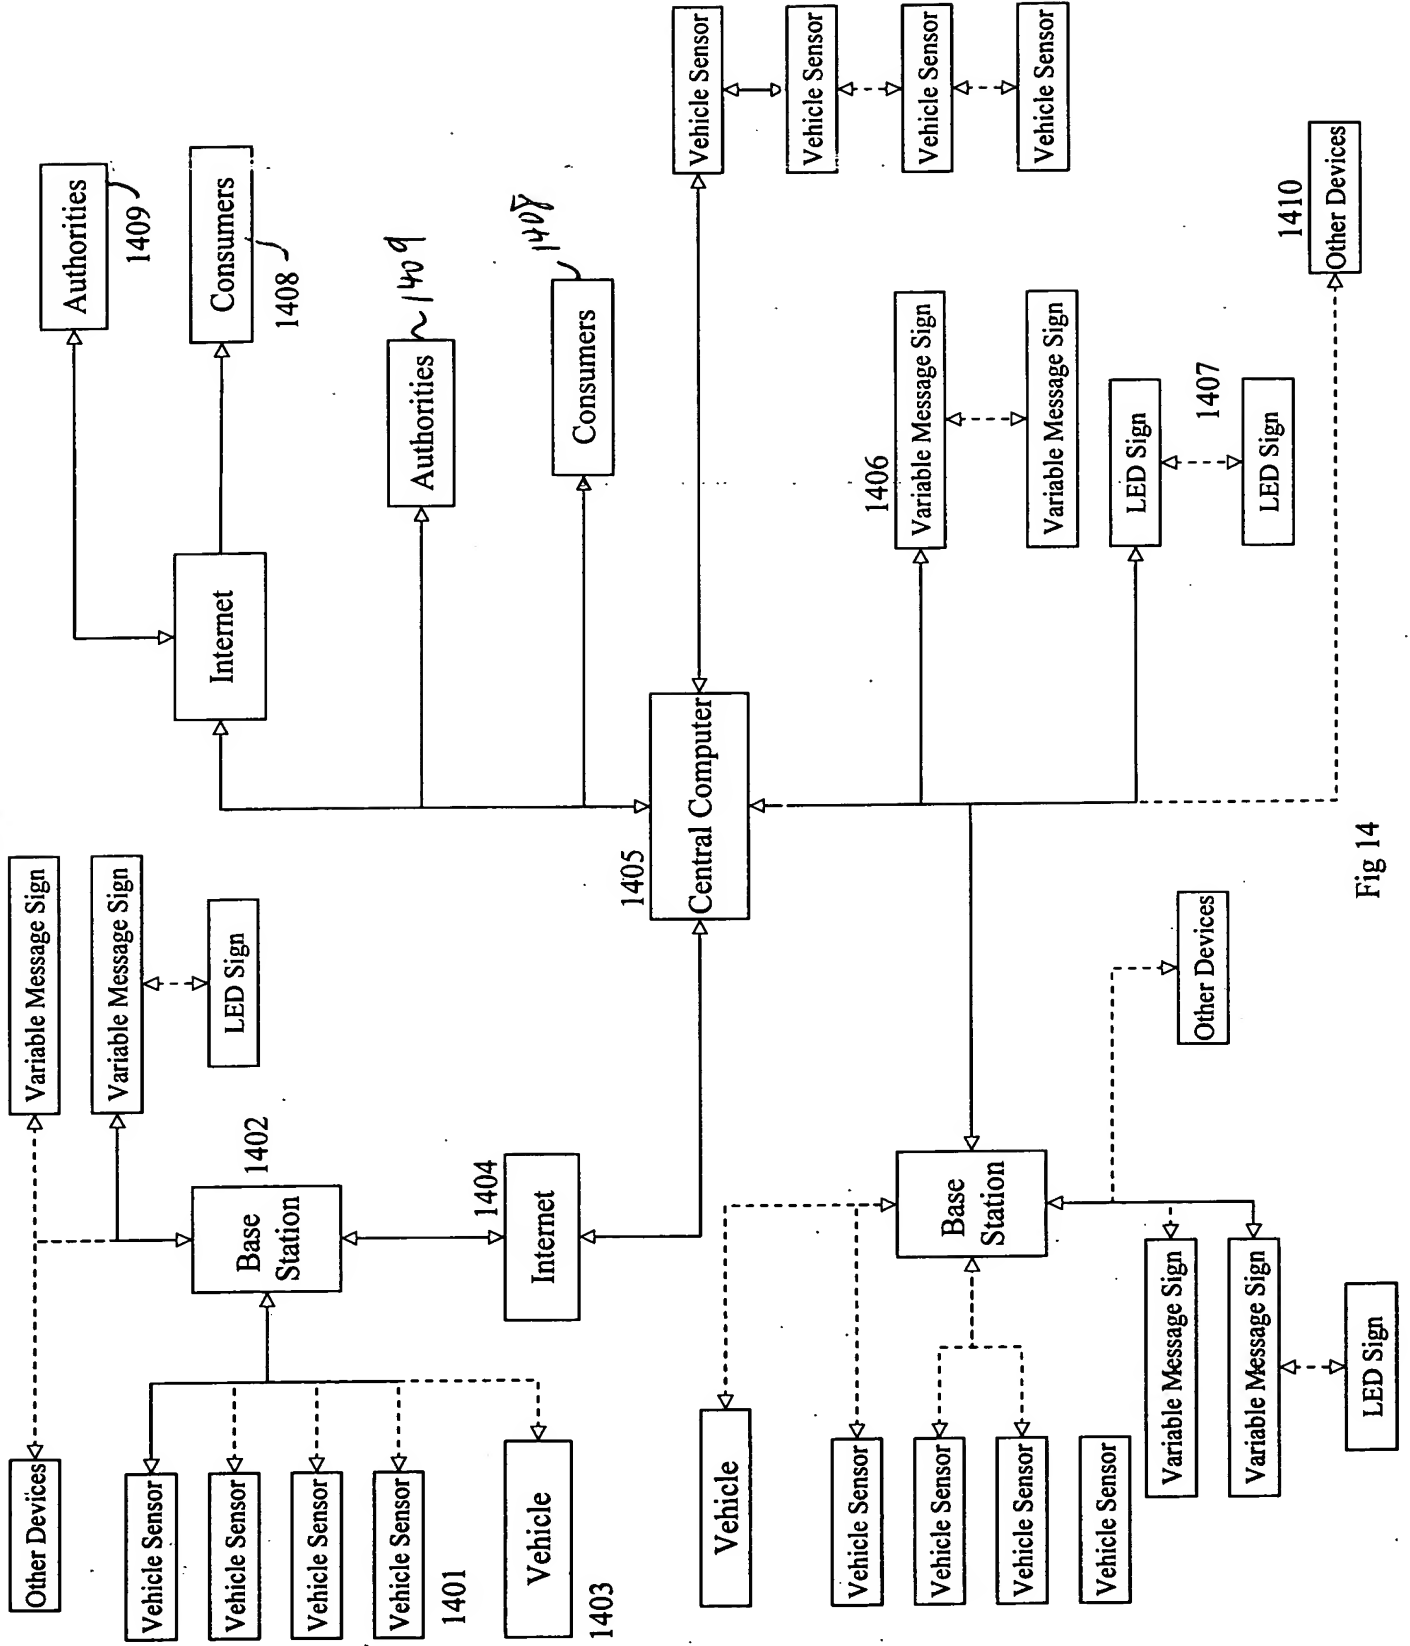 Other Devices
Variable Message Sign
Authorities
1409
Variable Message Sign
Vehicle Sensor
Vehicle Sensor
Vehicle Sensor
Vehicle Sensor
1401
Base
Station
1402
LED Sign
Internet
Consumers
1408
Authorities
1409
Vehicle
1403
Internet
1404
Consumers
1408
1405
Central Computer
Vehicle Sensor
Vehicle Sensor
Vehicle Sensor
Vehicle Sensor
Vehicle
Vehicle Sensor
Vehicle Sensor
Vehicle Sensor
Vehicle Sensor
Base
Station
1406
Variable Message Sign
Variable Message Sign
LED Sign
1407
LED Sign
Variable Message Sign
Variable Message Sign
LED Sign
Other Devices
1410
Other Devices
Fig 14